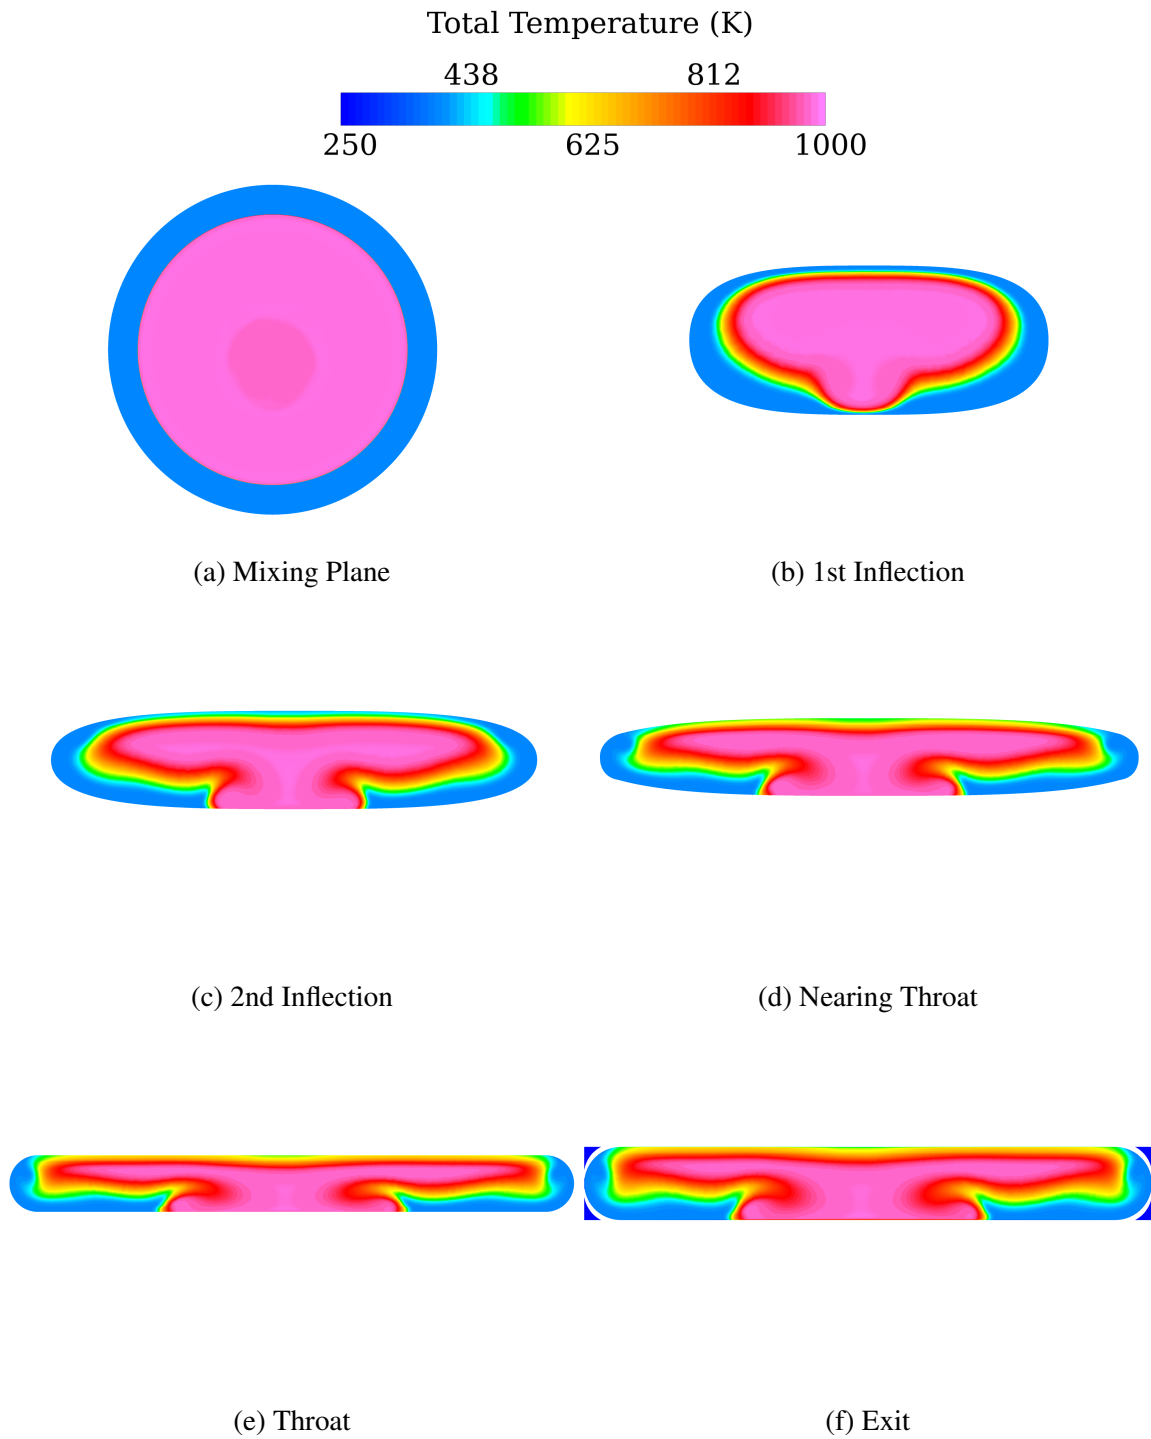 Total Temperature (K)
438 812
250 625 1000
(a) Mixing Plane
(b) 1st Inflection
(c) 2nd Inflection
(d) Nearing Throat
(e) Throat
(f) Exit